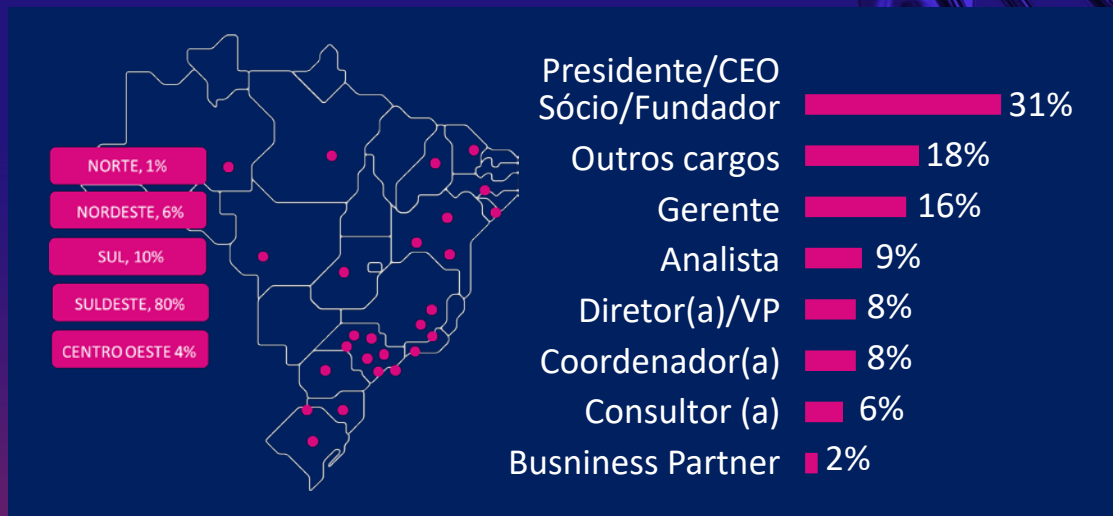 NORTE, 1%
NORDESTE, 6%
SUL, 10%
SULDESTE, 80%
CENTRO OESTE 4%
Presidente/CEO
Sócio/Fundador 31%
Outros cargos 18%
Gerente 16%
Analista 9%
Diretor(a)/VP 8%
Coordenador(a) 8%
Consultor (a) 6%
Busniness Partner 2%